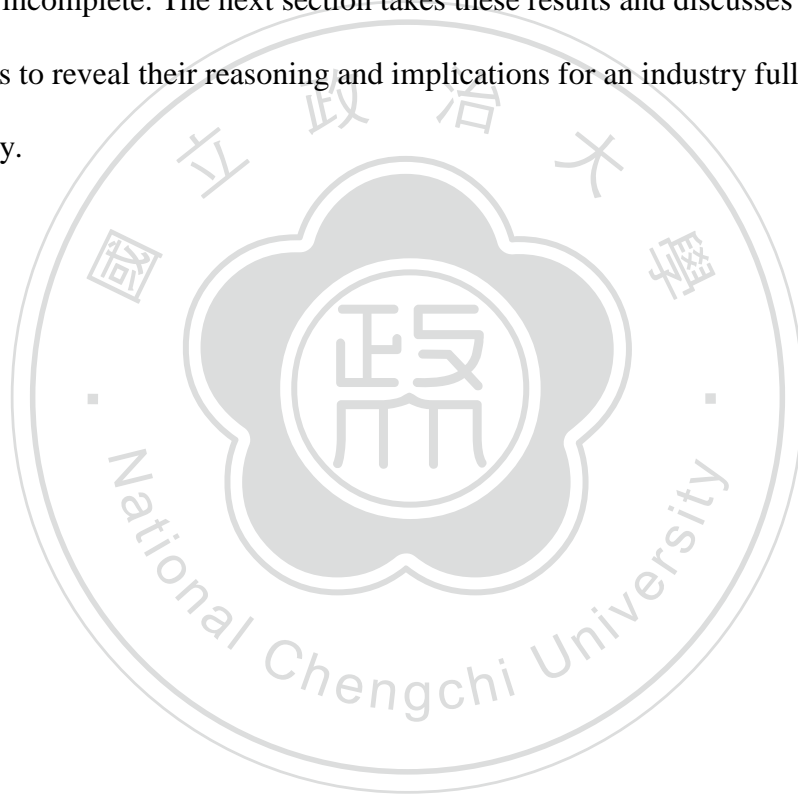 incomplete. The next section takes these results and discusses
s to reveal their reasoning and implications for an industry full
y.
國立政治大學
政大
National Chengchi University